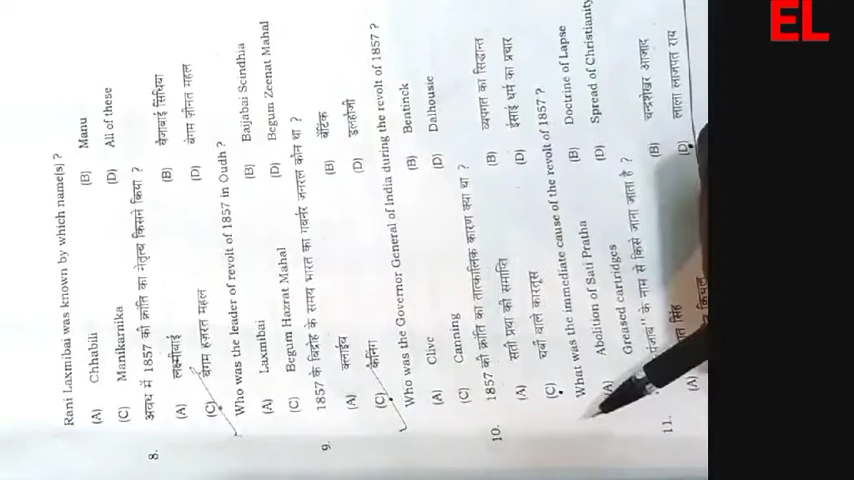 Rani Laxmibai was known by which name(s) ?
(A) Chhabili (B) Manu
(C) Manikarnika (D) All of these
8. अवध में 1857 की क्रांति का नेतृत्व किसने किया ?
(A) लक्ष्मीबाई (B) बैजाबाई सिंधिया
(C) बेगम हज़रत महल (D) बेगम ज़ीनत महल
Who was the leader of revolt of 1857 in Oudh ?
(A) Laxmibai (B) Baijabai Scindhia
(C) Begum Hazrat Mahal (D) Begum Zeenat Mahal
9. 1857 के विद्रोह के समय भारत का गवर्नर जनरल कौन था ?
(A) क्लाईव (B) बेंटिंक
(C) केनिंग (D) डलहौजी
Who was the Governor General of India during the revolt of 1857 ?
(A) Clive (B) Bentinck
(C) Canning (D) Dalhousie
10. 1857 की क्रांति का तात्कालिक कारण क्या था ?
(A) सती प्रथा की समाप्ति (B) व्यपगत का सिद्धान्त
(C) चर्बी वाले कारतूस (D) ईसाई धर्म का प्रचार
What was the immediate cause of the revolt of 1857 ?
(A) Abolition of Sati Pratha (B) Doctrine of Lapse
Greased cartridges (D) Spread of Christianity
11. पंजाब" के नाम से किसे जाना जाता है ?
(A) सिंह (B) चन्द्रशेखर आजाद
(D) लाला लाजपत राय
EL